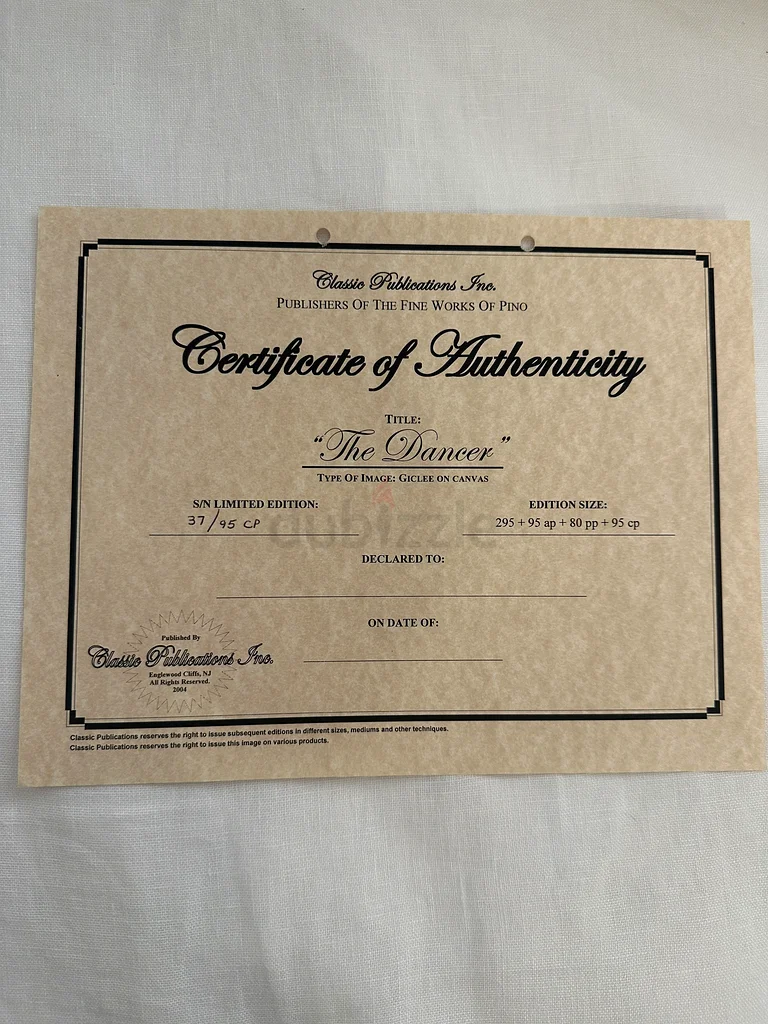 Classic Publications Inc.
PUBLISHERS OF THE FINE WORKS OF PINO
Certificate of Authenticity
TITLE:
"The Dancer"
TYPE OF IMAGE: GICLEE ON CANVAS
S/N LIMITED EDITION:
37/95 CP
EDITION SIZE:
295 + 95 ap + 80 pp + 95 cp
dubizzle
DECLARED TO:
ON DATE OF:
Published By
Classic Publications Inc.
Englewood Cliffs, NJ
All Rights Reserved.
2004
Classic Publications reserves the right to issue subsequent editions in different sizes, mediums and other techniques.
Classic Publications reserves the right to issue this image on various products.